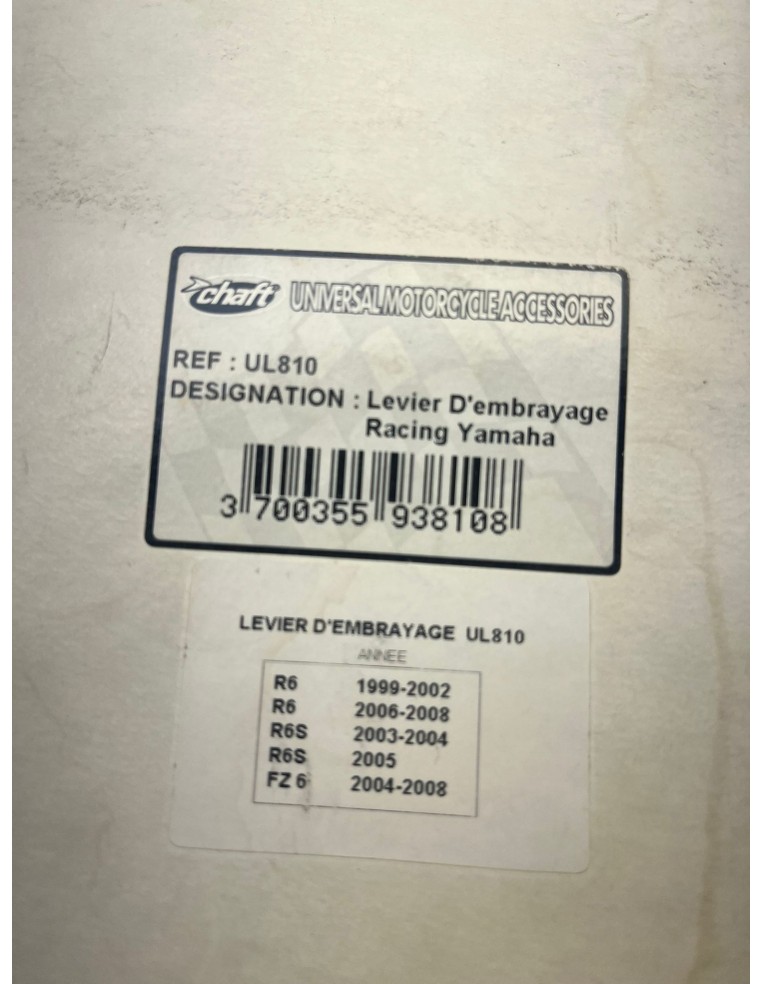 chaft UNIVERSAL MOTORCYCLE ACCESSORIES
REF : UL810
DESIGNATION : Levier D'embrayage
Racing Yamaha
3 700355 938108
LEVIER D'EMBRAYAGE UL810
ANNEE
R6 1999-2002
R6 2006-2008
R6S 2003-2004
R6S 2005
FZ 6 2004-2008